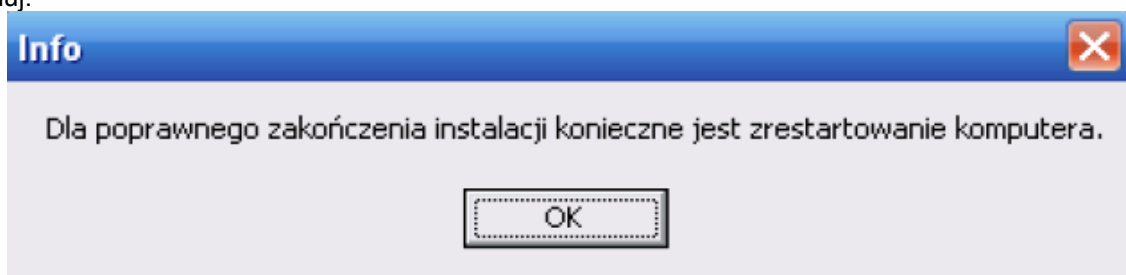 Info
Dla poprawnego zakończenia instalacji konieczne jest zrestartowanie komputera.
OK